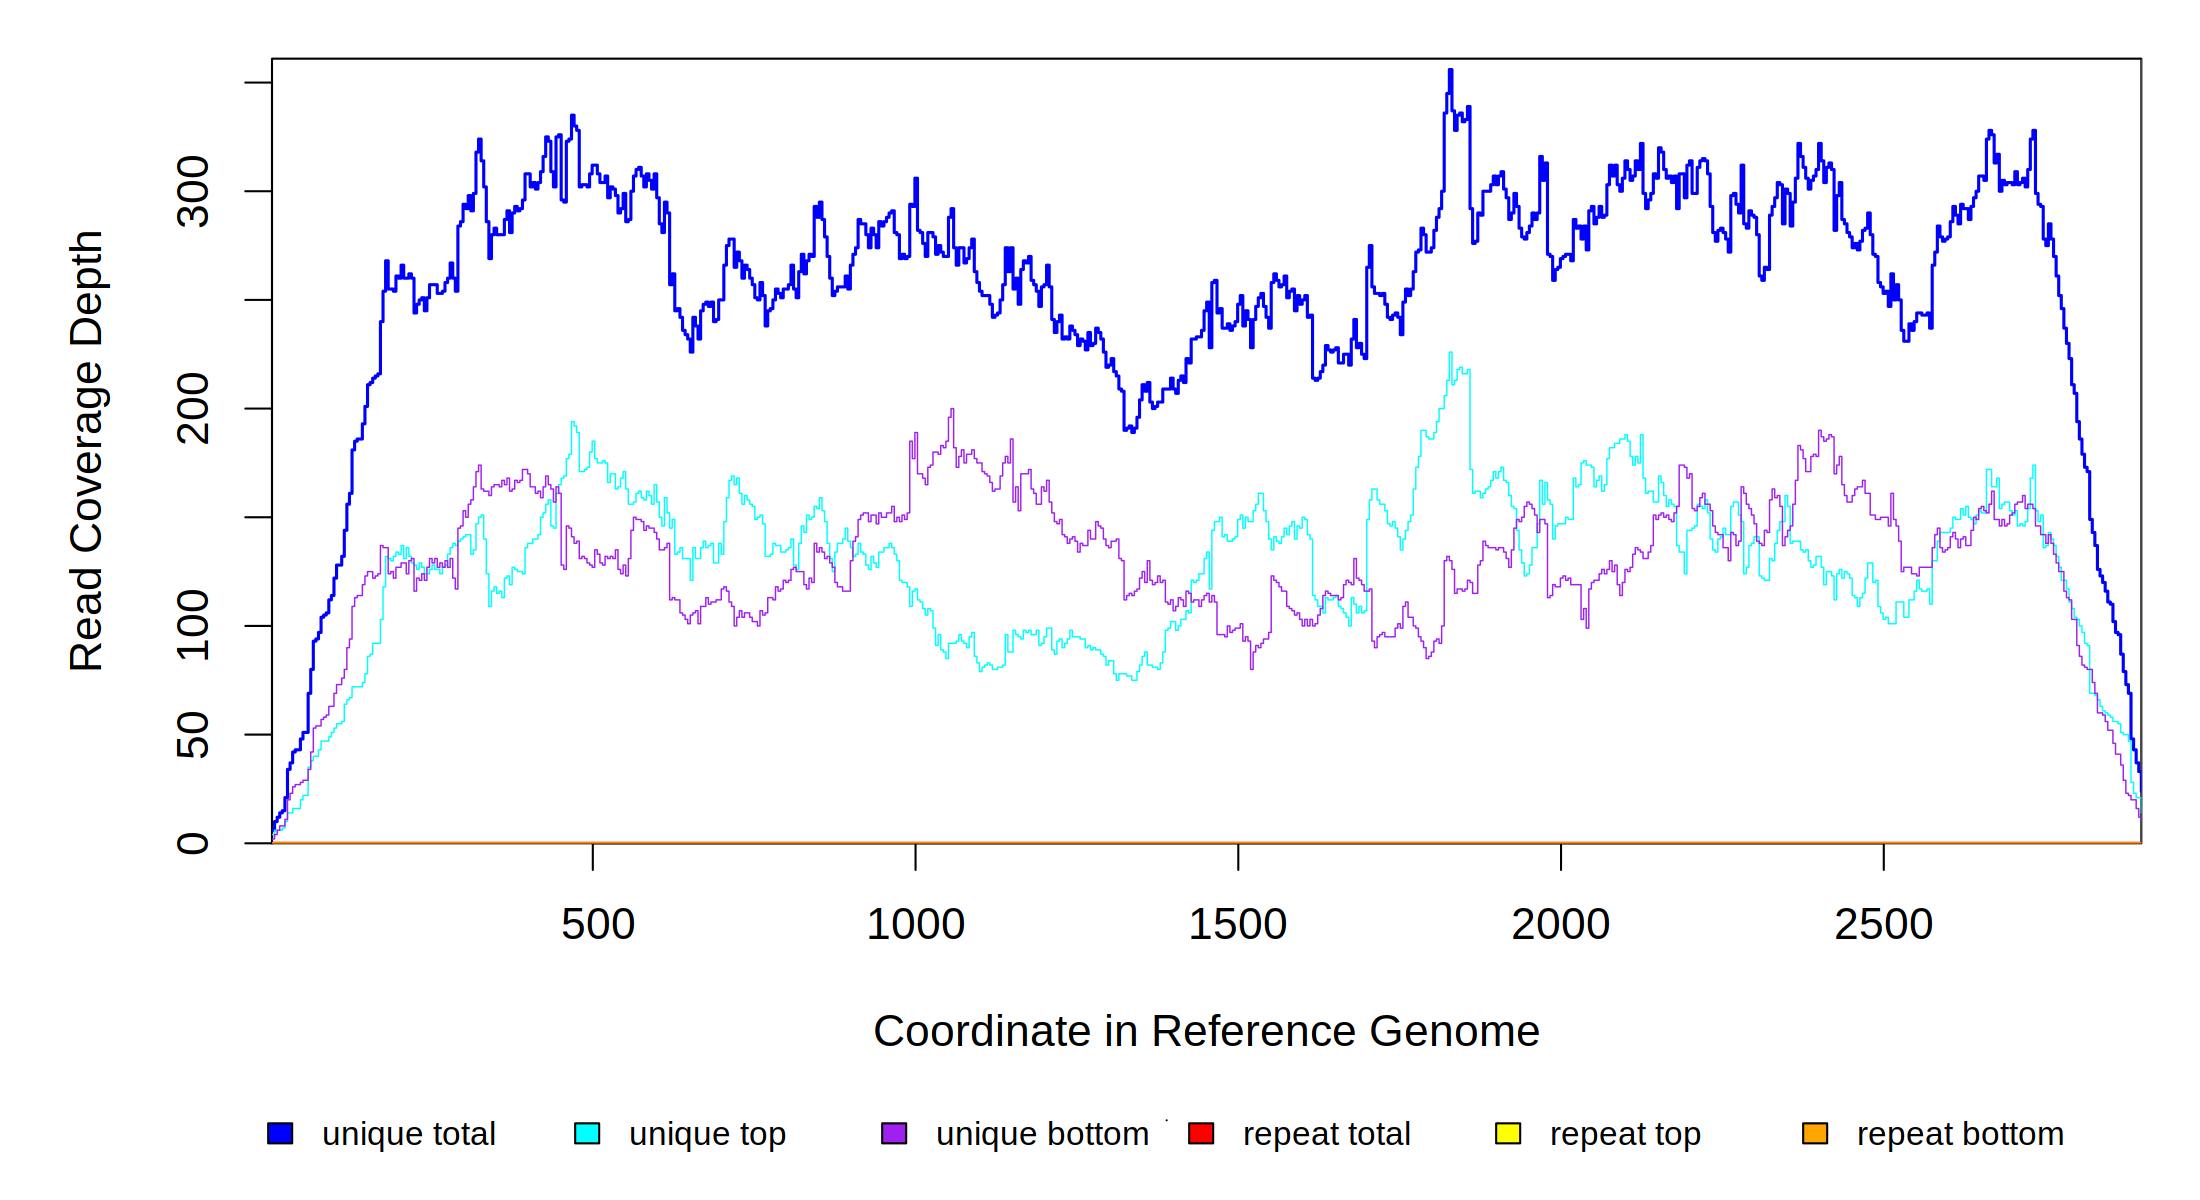 Read Coverage Depth
300
200
100
50
0
500 1000 1500 2000 2500
Coordinate in Reference Genome
unique total unique top unique bottom repeat total repeat top repeat bottom